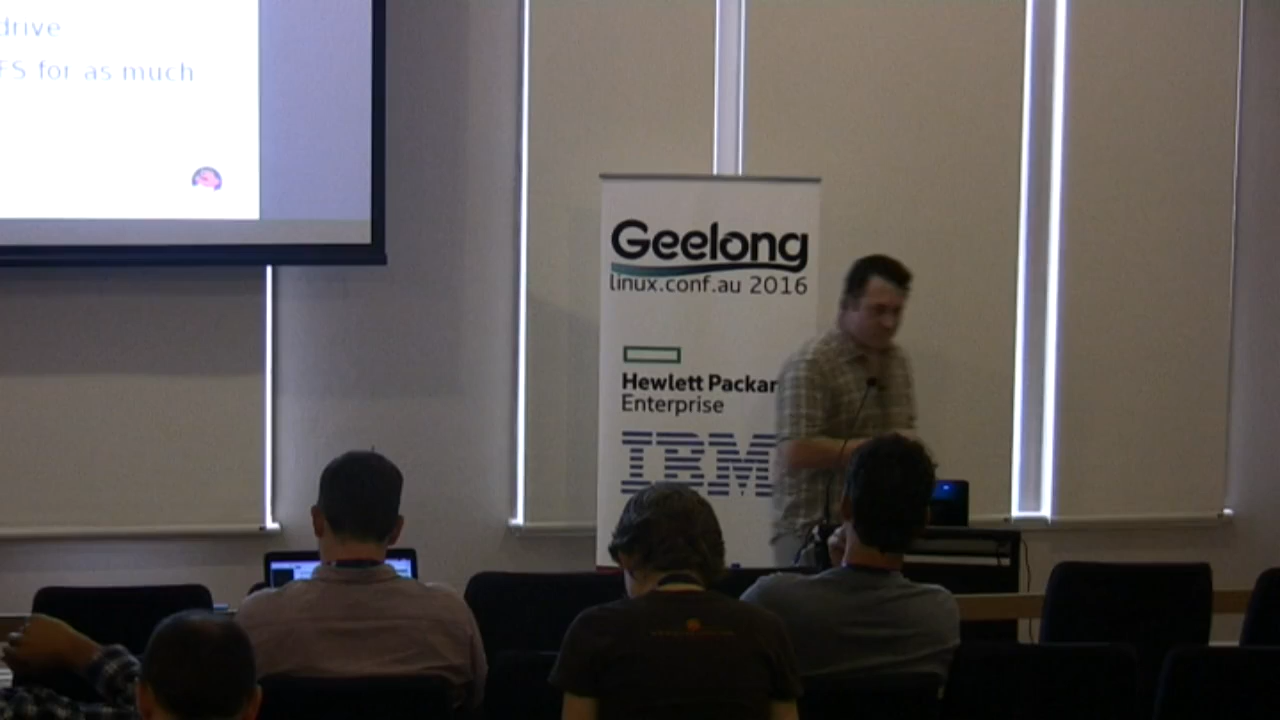 drive
FS for as much
Geelong
linux.conf.au 2016
Hewlett Packar
Enterprise
IBM